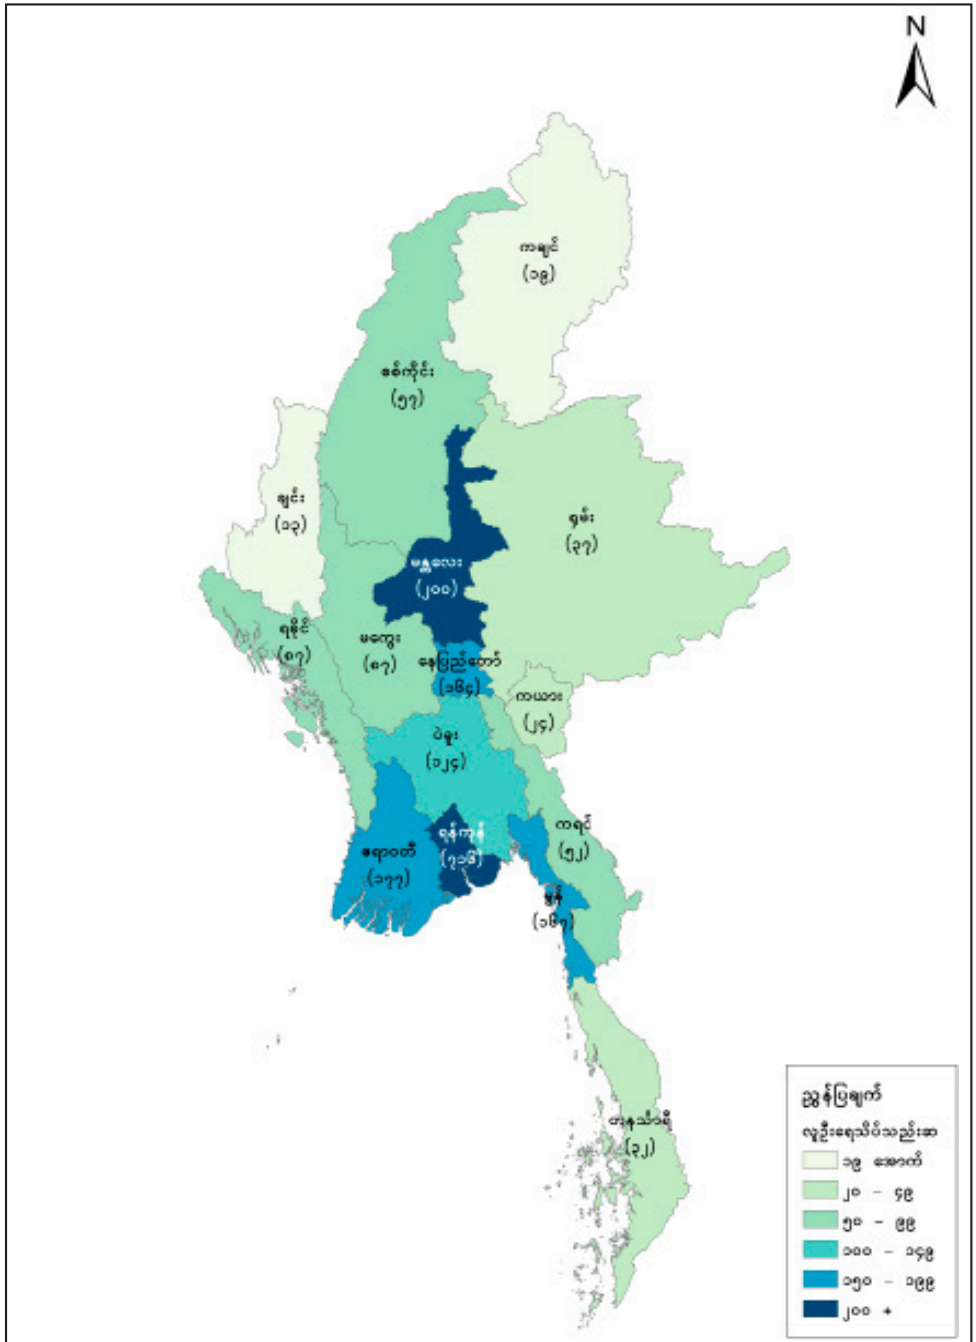 N
ကချင်
(၁၉)
စစ်ကိုင်း
(၅၇)
ချင်း
(၁၃)
ရှမ်း
(၃၇)
မန္တလေး
(၂၀၀)
ရခိုင်
(၈၇)
မကွေး
(၈၇)
နေပြည်တော်
(၁၆၄)
ကယား
(၂၄)
ပဲခူး
(၁၂၄)
ကရင်
(၅၂)
ရန်ကုန်
(၇၁၆)
ဧရာဝတီ
(၁၇၇)
မွန်
(၁၆၇)
တနင်္သာရီ
(၃၂)
ညွှန်ပြချက်
လူဦးရေသိပ်သည်းဆ
၁၉ အောက်
၂၀ - ၄၉
၅၀ - ၉၉
၁၀၀ - ၁၄၉
၁၅၀ - ၁၉၉
၂၀၀ +